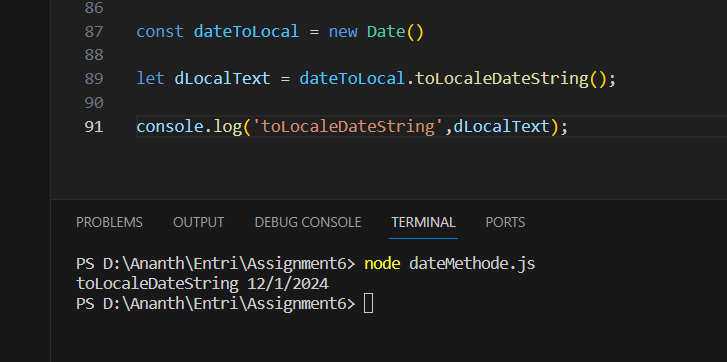 86
87 const dateToLocal = new Date()
88
89 let dLocalText = dateToLocal.toLocaleDateString();
90
91 console.log('toLocaleDateString',dLocalText);
PROBLEMS OUTPUT DEBUG CONSOLE TERMINAL PORTS
PS D:\Ananth\Entri\Assignment6> node dateMethode.js
toLocaleDateString 12/1/2024
PS D:\Ananth\Entri\Assignment6>